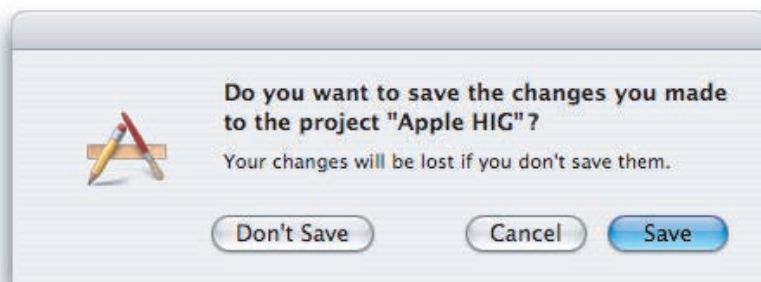 Do you want to save the changes you made
to the project "Apple HIG"?
Your changes will be lost if you don't save them.
Don't Save Cancel Save